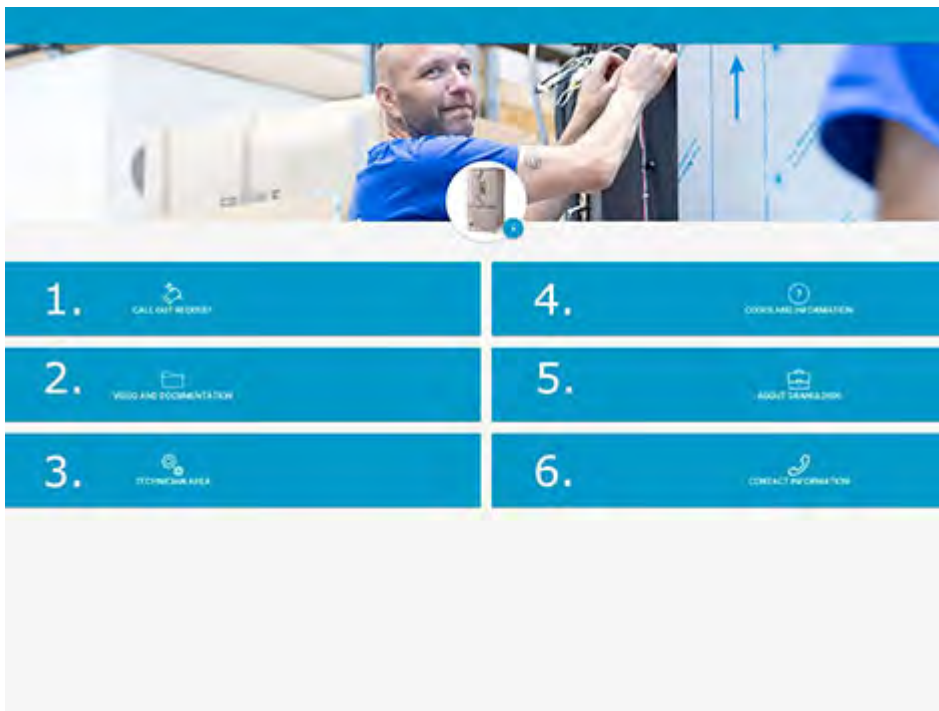 1.
CALL OUT REQUEST
2.
VIDEO AND DOCUMENTATION
3.
TECHNICIAN AREA
4.
AND INFORMATION
5.
ABOUT
6.
CONTACT INFORMATION